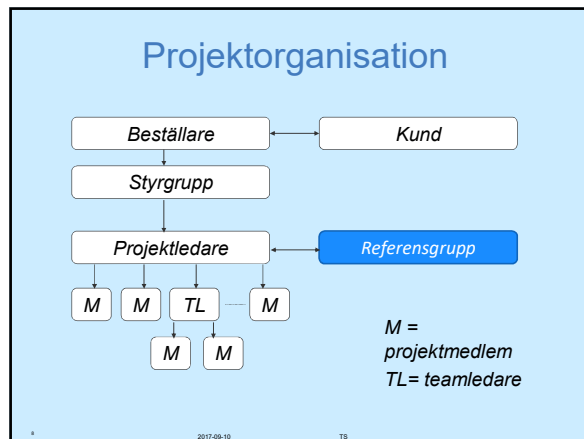 Projektorganisation
Beställare
Kund
Styrgrupp
Projektledare
Referensgrupp
M
M
TL
M
M
M
M =
projektmedlem
TL= teamledare
2017-09-10
TS